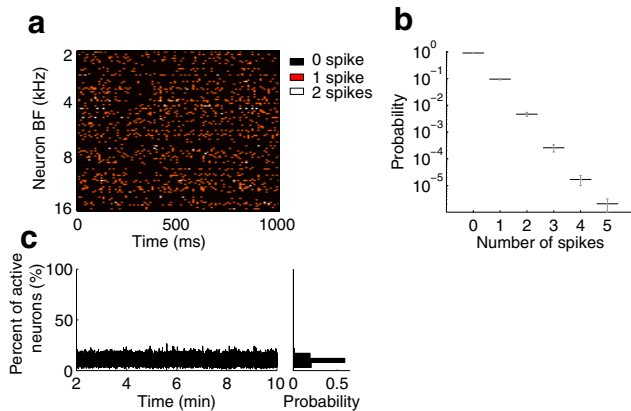 a
2
4
8
16
Neuron BF (kHz)
0
500
1000
Time (ms)
0 spike
1 spike
2 spikes
b
10^0
10^-1
10^-2
10^-3
10^-4
10^-5
Probability
0 1 2 3 4 5
Number of spikes
c
100
50
0
Percent of active
neurons (%)
2 4 6 8 10
Time (min)
0 0.5
Probability